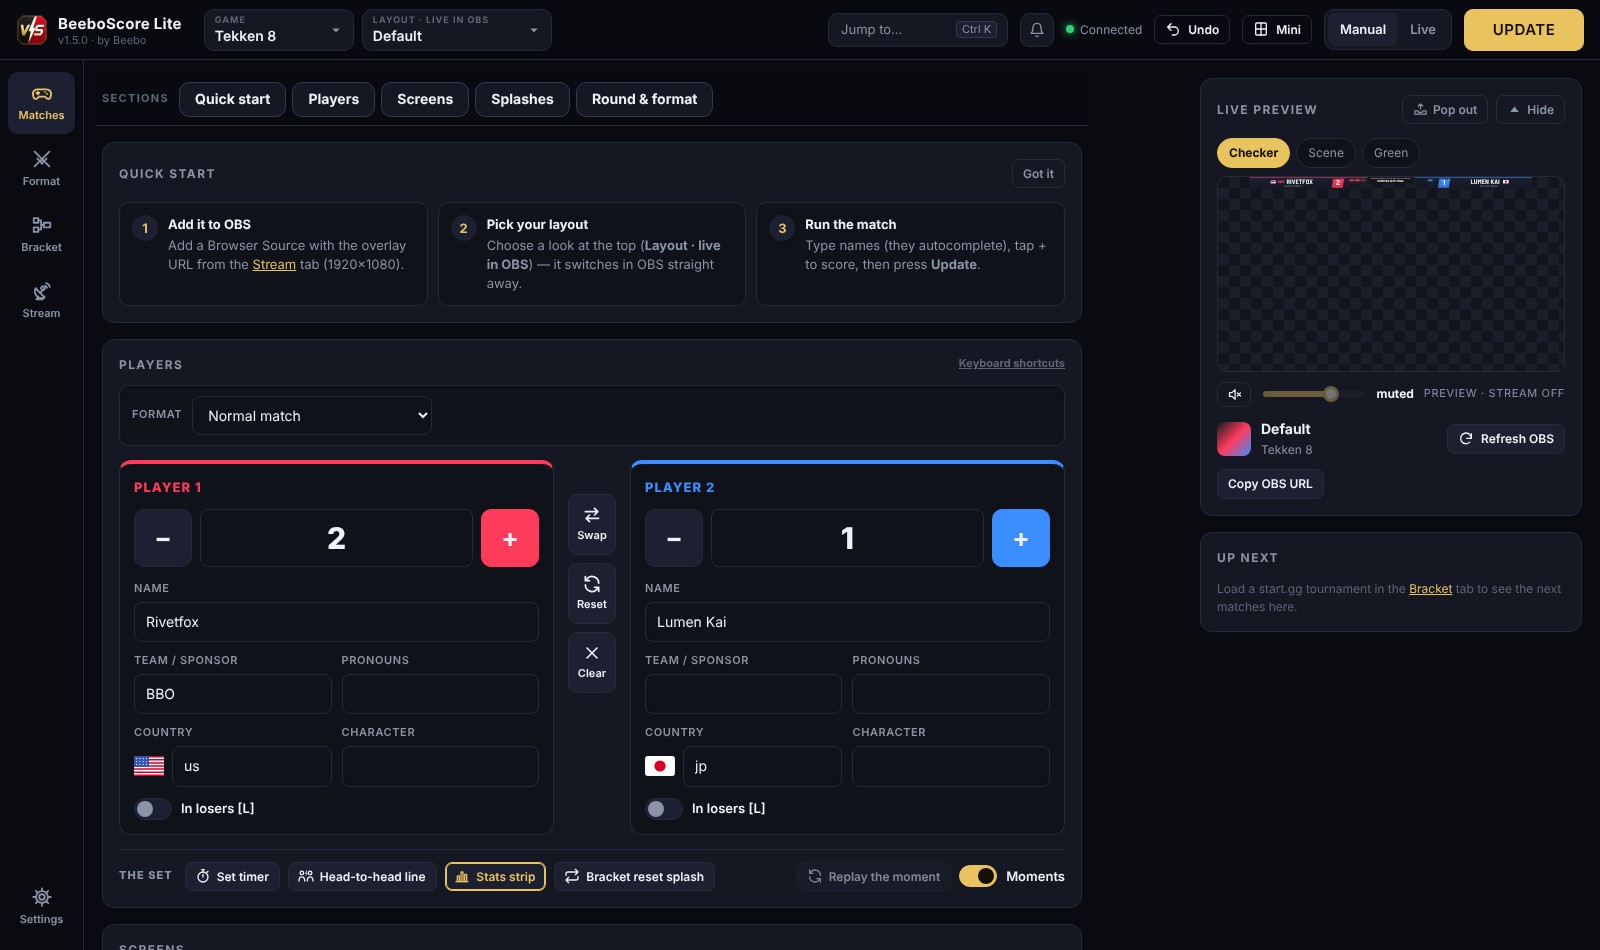 BeeboScore Lite
v1.5.0 · by Beebo
GAME
Tekken 8
LAYOUT · LIVE IN OBS
Default
Jump to...
Ctrl K
Connected
Undo
Mini
Manual
Live
UPDATE
Matches
Format
Bracket
Stream
Settings
SECTIONS
Quick start
Players
Screens
Splashes
Round & format
QUICK START
Got it
1
Add it to OBS
Add a Browser Source with the overlay
URL from the Stream tab (1920×1080).
2
Pick your layout
Choose a look at the top (Layout · live
in OBS) — it switches in OBS straight
away.
3
Run the match
Type names (they autocomplete), tap +
to score, then press Update.
PLAYERS
Keyboard shortcuts
FORMAT
Normal match
PLAYER 1
−
2
+
NAME
Rivetfox
TEAM / SPONSOR
PRONOUNS
BBO
COUNTRY
CHARACTER
us
In losers [L]
Swap
Reset
Clear
PLAYER 2
−
1
+
NAME
Lumen Kai
TEAM / SPONSOR
PRONOUNS
COUNTRY
CHARACTER
jp
In losers [L]
THE SET
Set timer
Head-to-head line
Stats strip
Bracket reset splash
Replay the moment
Moments
SCREENS
LIVE PREVIEW
Pop out
Hide
Checker
Scene
Green
RIVETFOX
2
1
LUMEN KAI
muted
PREVIEW · STREAM OFF
Default
Tekken 8
Refresh OBS
Copy OBS URL
UP NEXT
Load a start.gg tournament in the Bracket tab to see the next
matches here.